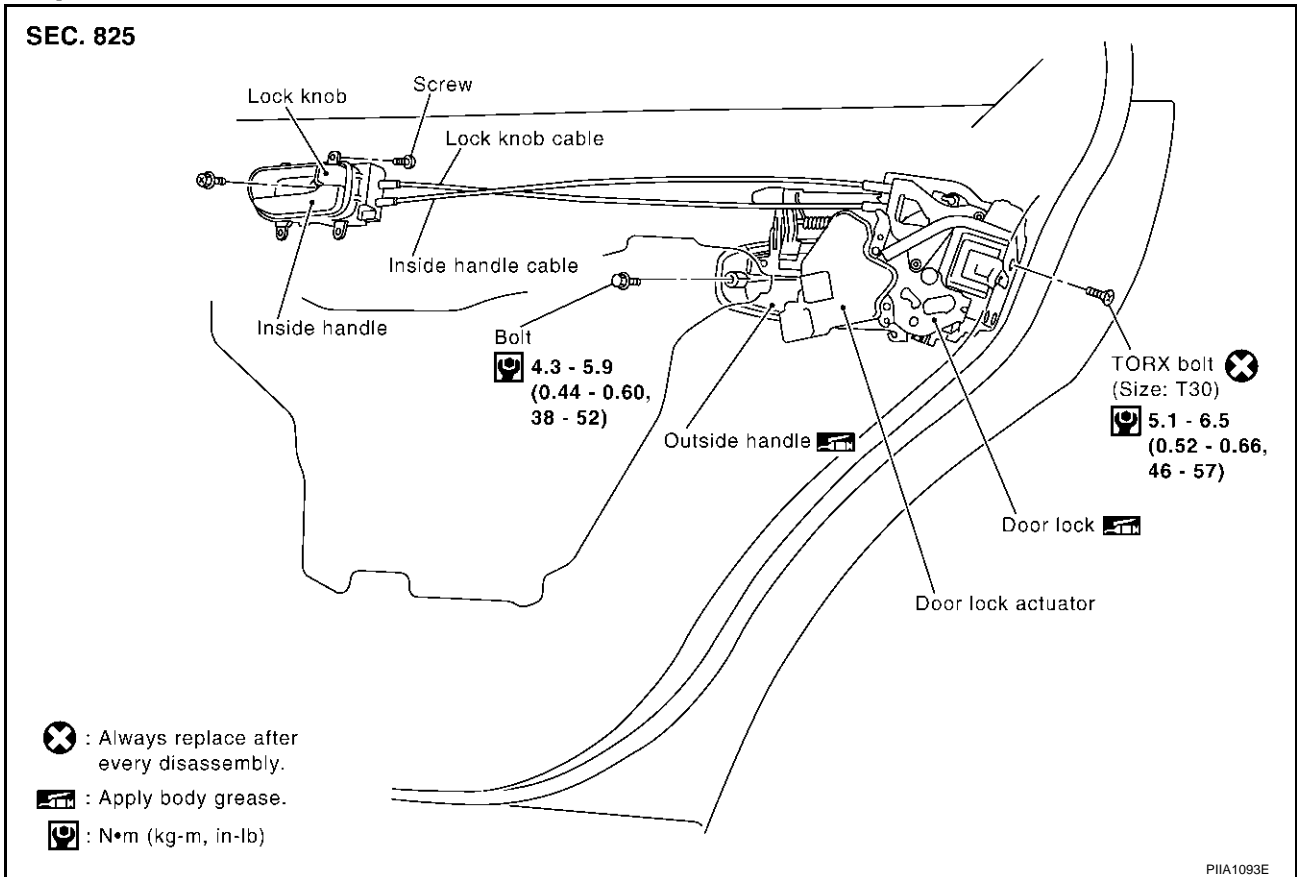 SEC. 825
Lock knob
Screw
Lock knob cable
Inside handle cable
Inside handle
Bolt
4.3 - 5.9
(0.44 - 0.60,
38 - 52)
TORX bolt
(Size: T30)
5.1 - 6.5
(0.52 - 0.66,
46 - 57)
Outside handle
Door lock
Door lock actuator
: Always replace after
every disassembly.
: Apply body grease.
: N•m (kg-m, in-lb)
PIIA1093E